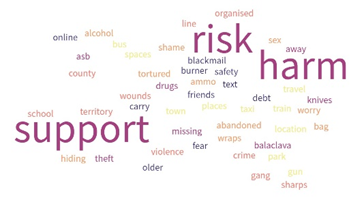 organised
line
online alcohol risk sex
bus shame away
asb spaces blackmail harm
county tortured burner safety
drugs ammo text travel
wounds friends debt knives
school territory carry places taxi train worry
support town abandoned location bag
missing wraps balaclava
hiding theft violence fear crime park
older gang gun
sharps